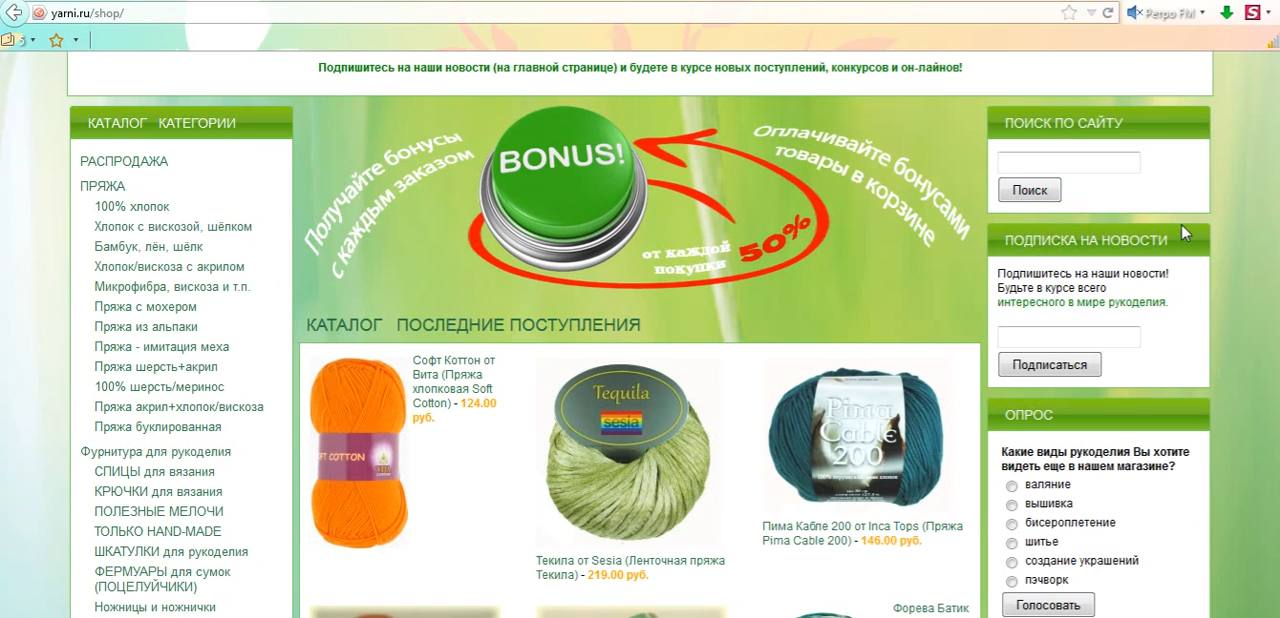 yarni.ru/shop/
Ретро FM
5
Подпишитесь на наши новости (на главной странице) и будете в курсе новых поступлений, конкурсов и он-лайнов!
КАТАЛОГ КАТЕГОРИИ
РАСПРОДАЖА
ПРЯЖА
100% хлопок
Хлопок с вискозой, шёлком
Бамбук, лён, шёлк
Хлопок/вискоза с акрилом
Микрофибра, вискоза и т.п.
Пряжа с мохером
Пряжа из альпаки
Пряжа - имитация меха
Пряжа шерсть+акрил
100% шерсть/меринос
Пряжа акрил+хлопок/вискоза
Пряжа буклированная
Фурнитура для рукоделия
СПИЦЫ для вязания
КРЮЧКИ для вязания
ПОЛЕЗНЫЕ МЕЛОЧИ
ТОЛЬКО HAND-MADE
ШКАТУЛКИ для рукоделия
ФЕРМУАРЫ для сумок
(ПОЦЕЛУЙЧИКИ)
Ножницы и ножнички
Получайте бонусы
с каждым заказом
BONUS!
Оплачивайте бонусами
товары в корзине
от каждой
покупки
50%
КАТАЛОГ ПОСЛЕДНИЕ ПОСТУПЛЕНИЯ
Софт Коттон от
Вита (Пряжа
хлопковая Soft
Cotton) - 124.00
руб.
FT COTTON
Tequila
sesia
Текила от Sesia (Ленточная пряжа
Текила) - 219.00 руб.
Pima
Cable
200
Пима Кабле 200 от Inca Tops (Пряжа
Pima Cable 200) - 146.00 руб.
Форева Батик
ПОИСК ПО САЙТУ
Поиск
ПОДПИСКА НА НОВОСТИ
Подпишитесь на наши новости!
Будьте в курсе всего
интересного в мире рукоделия.
Подписаться
ОПРОС
Какие виды рукоделия Вы хотите
видеть еще в нашем магазине?
валяние
вышивка
бисероплетение
шитье
создание украшений
пэчворк
Голосовать